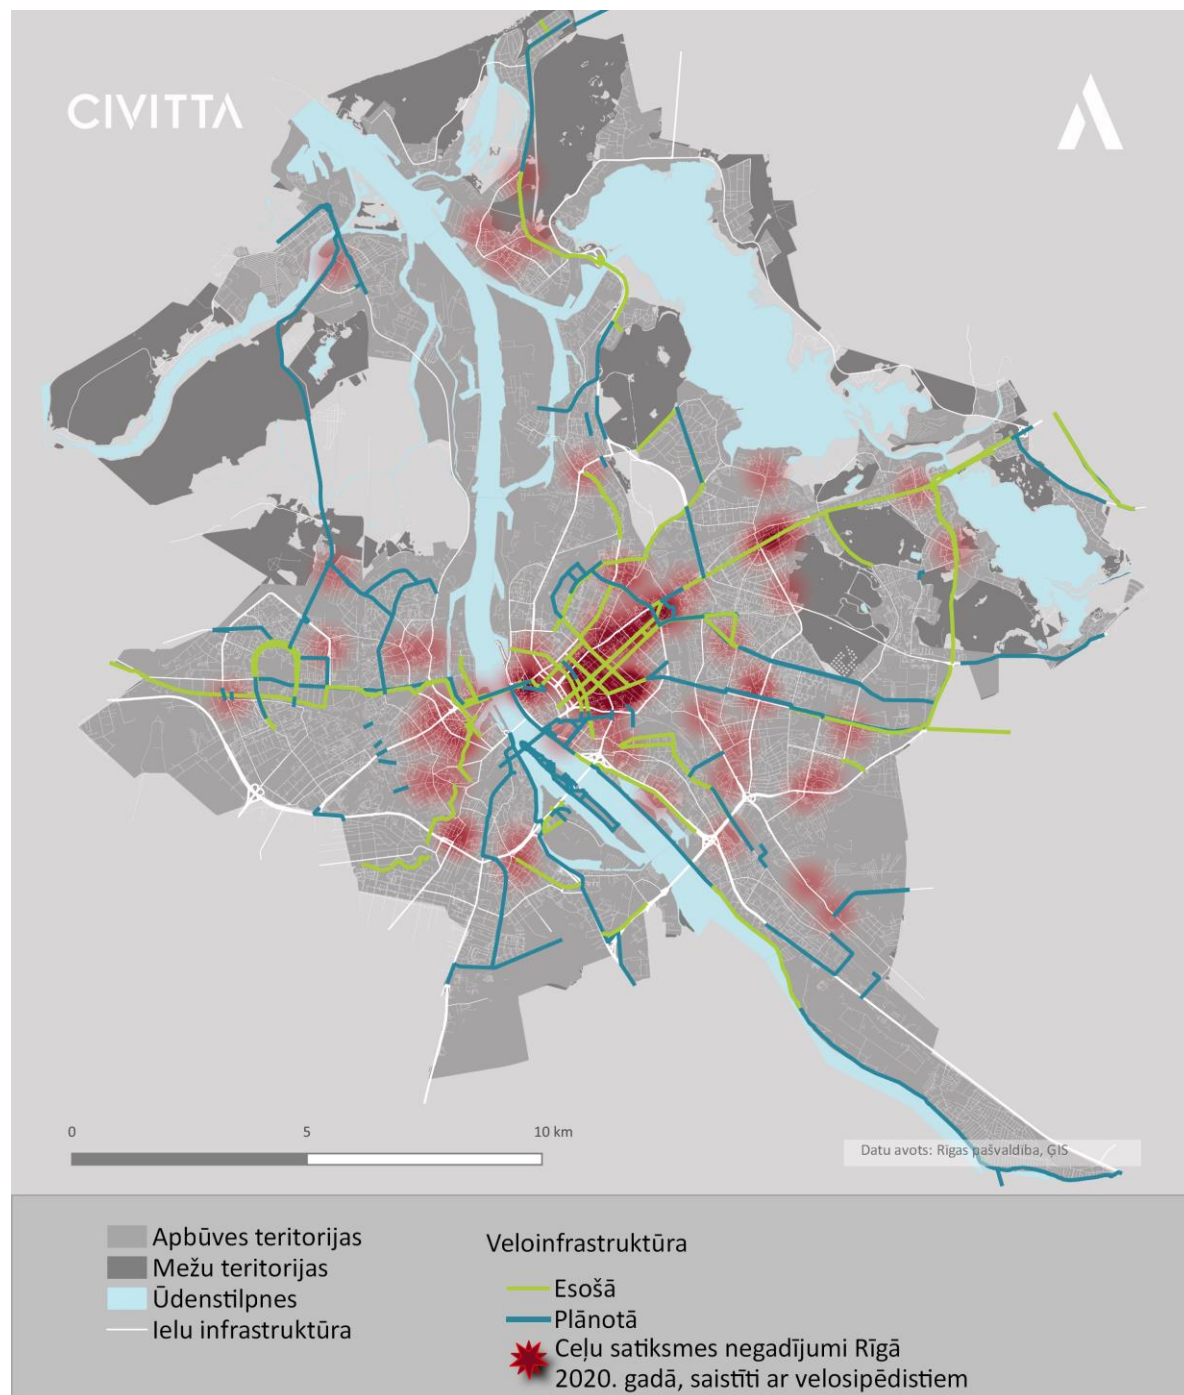 CIVITTA
0 5 10 km
Datu avots: Rīgas pašvaldība, ĢIS
Apbūves teritorijas
Mežu teritorijas
Ūdenstilpnes
Ielu infrastruktūra
Veloinfrastruktūra
Esošā
Plānotā
Ceļu satiksmes negadījumi Rīgā
2020. gadā, saistīti ar velosipēdistiem